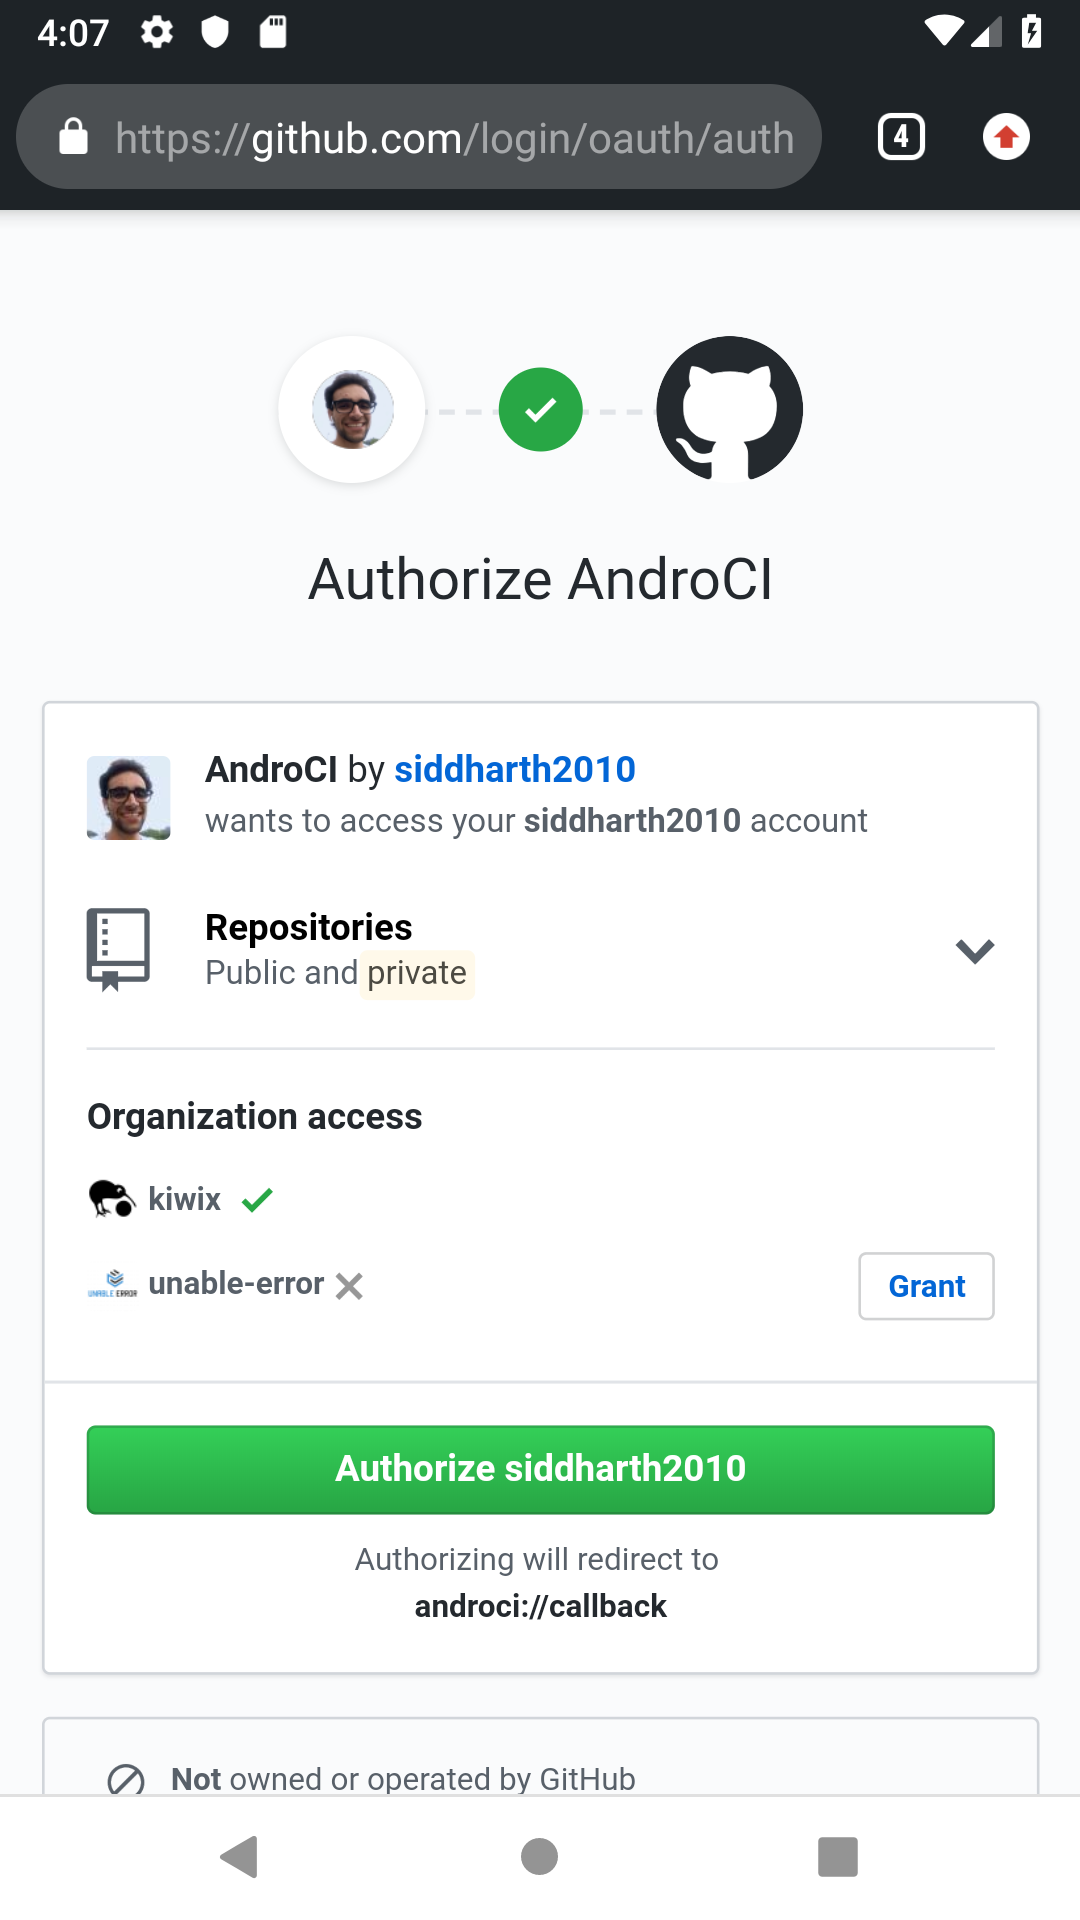 4:07
https://github.com/login/oauth/auth
4
Authorize AndroCI
AndroCI by siddharth2010
wants to access your siddharth2010 account
Repositories
Public and private
Organization access
kiwix
UNABLE ERROR
unable-error
Grant
Authorize siddharth2010
Authorizing will redirect to
androci://callback
Not owned or operated by GitHub